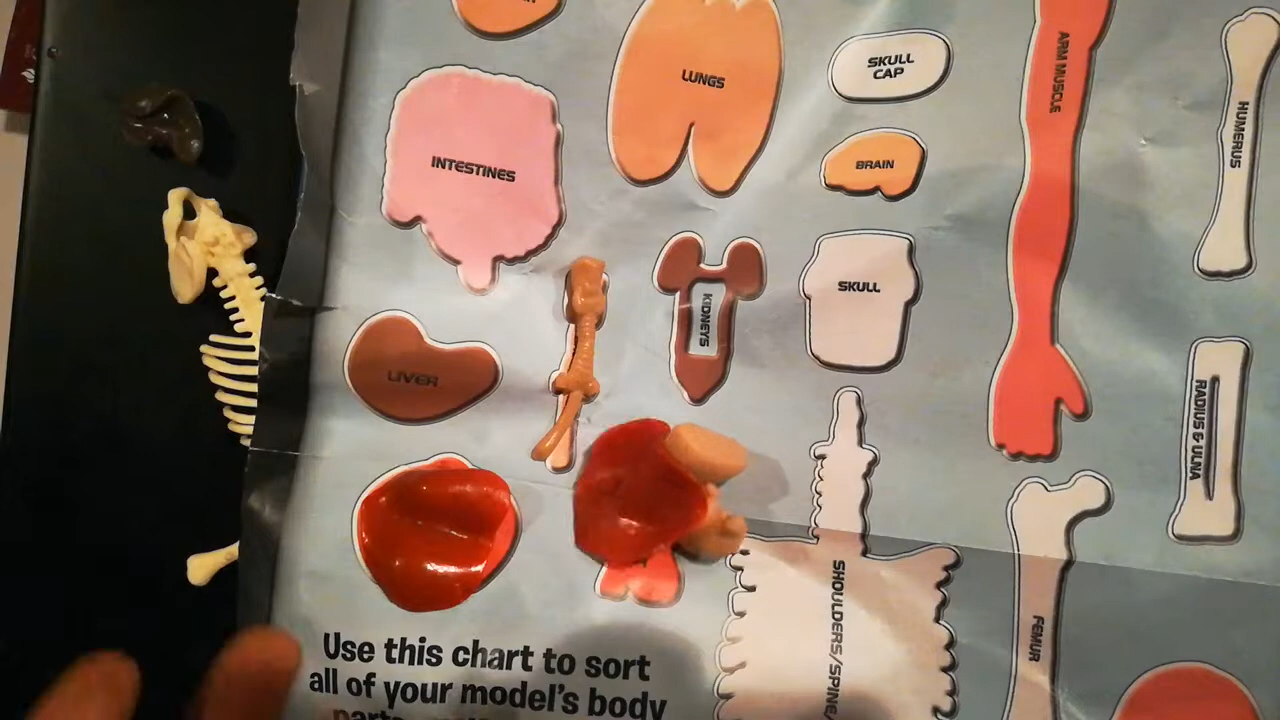 LUNGS
SKULL
CAP
ARM MUSCLE
HUMERUS
INTESTINES
BRAIN
KIDNEYS
SKULL
LIVER
RADIUS & ULNA
SHOULDERS/SPINE/
FEMUR
Use this chart to sort
all of your model's body